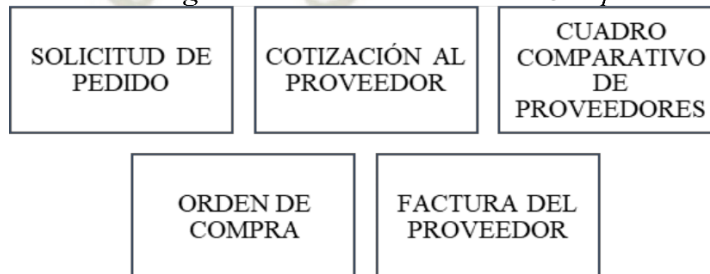 SOLICITUD DE
PEDIDO
COTIZACIÓN AL
PROVEEDOR
CUADRO
COMPARATIVO
DE
PROVEEDORES
ORDEN DE
COMPRA
FACTURA DEL
PROVEEDOR